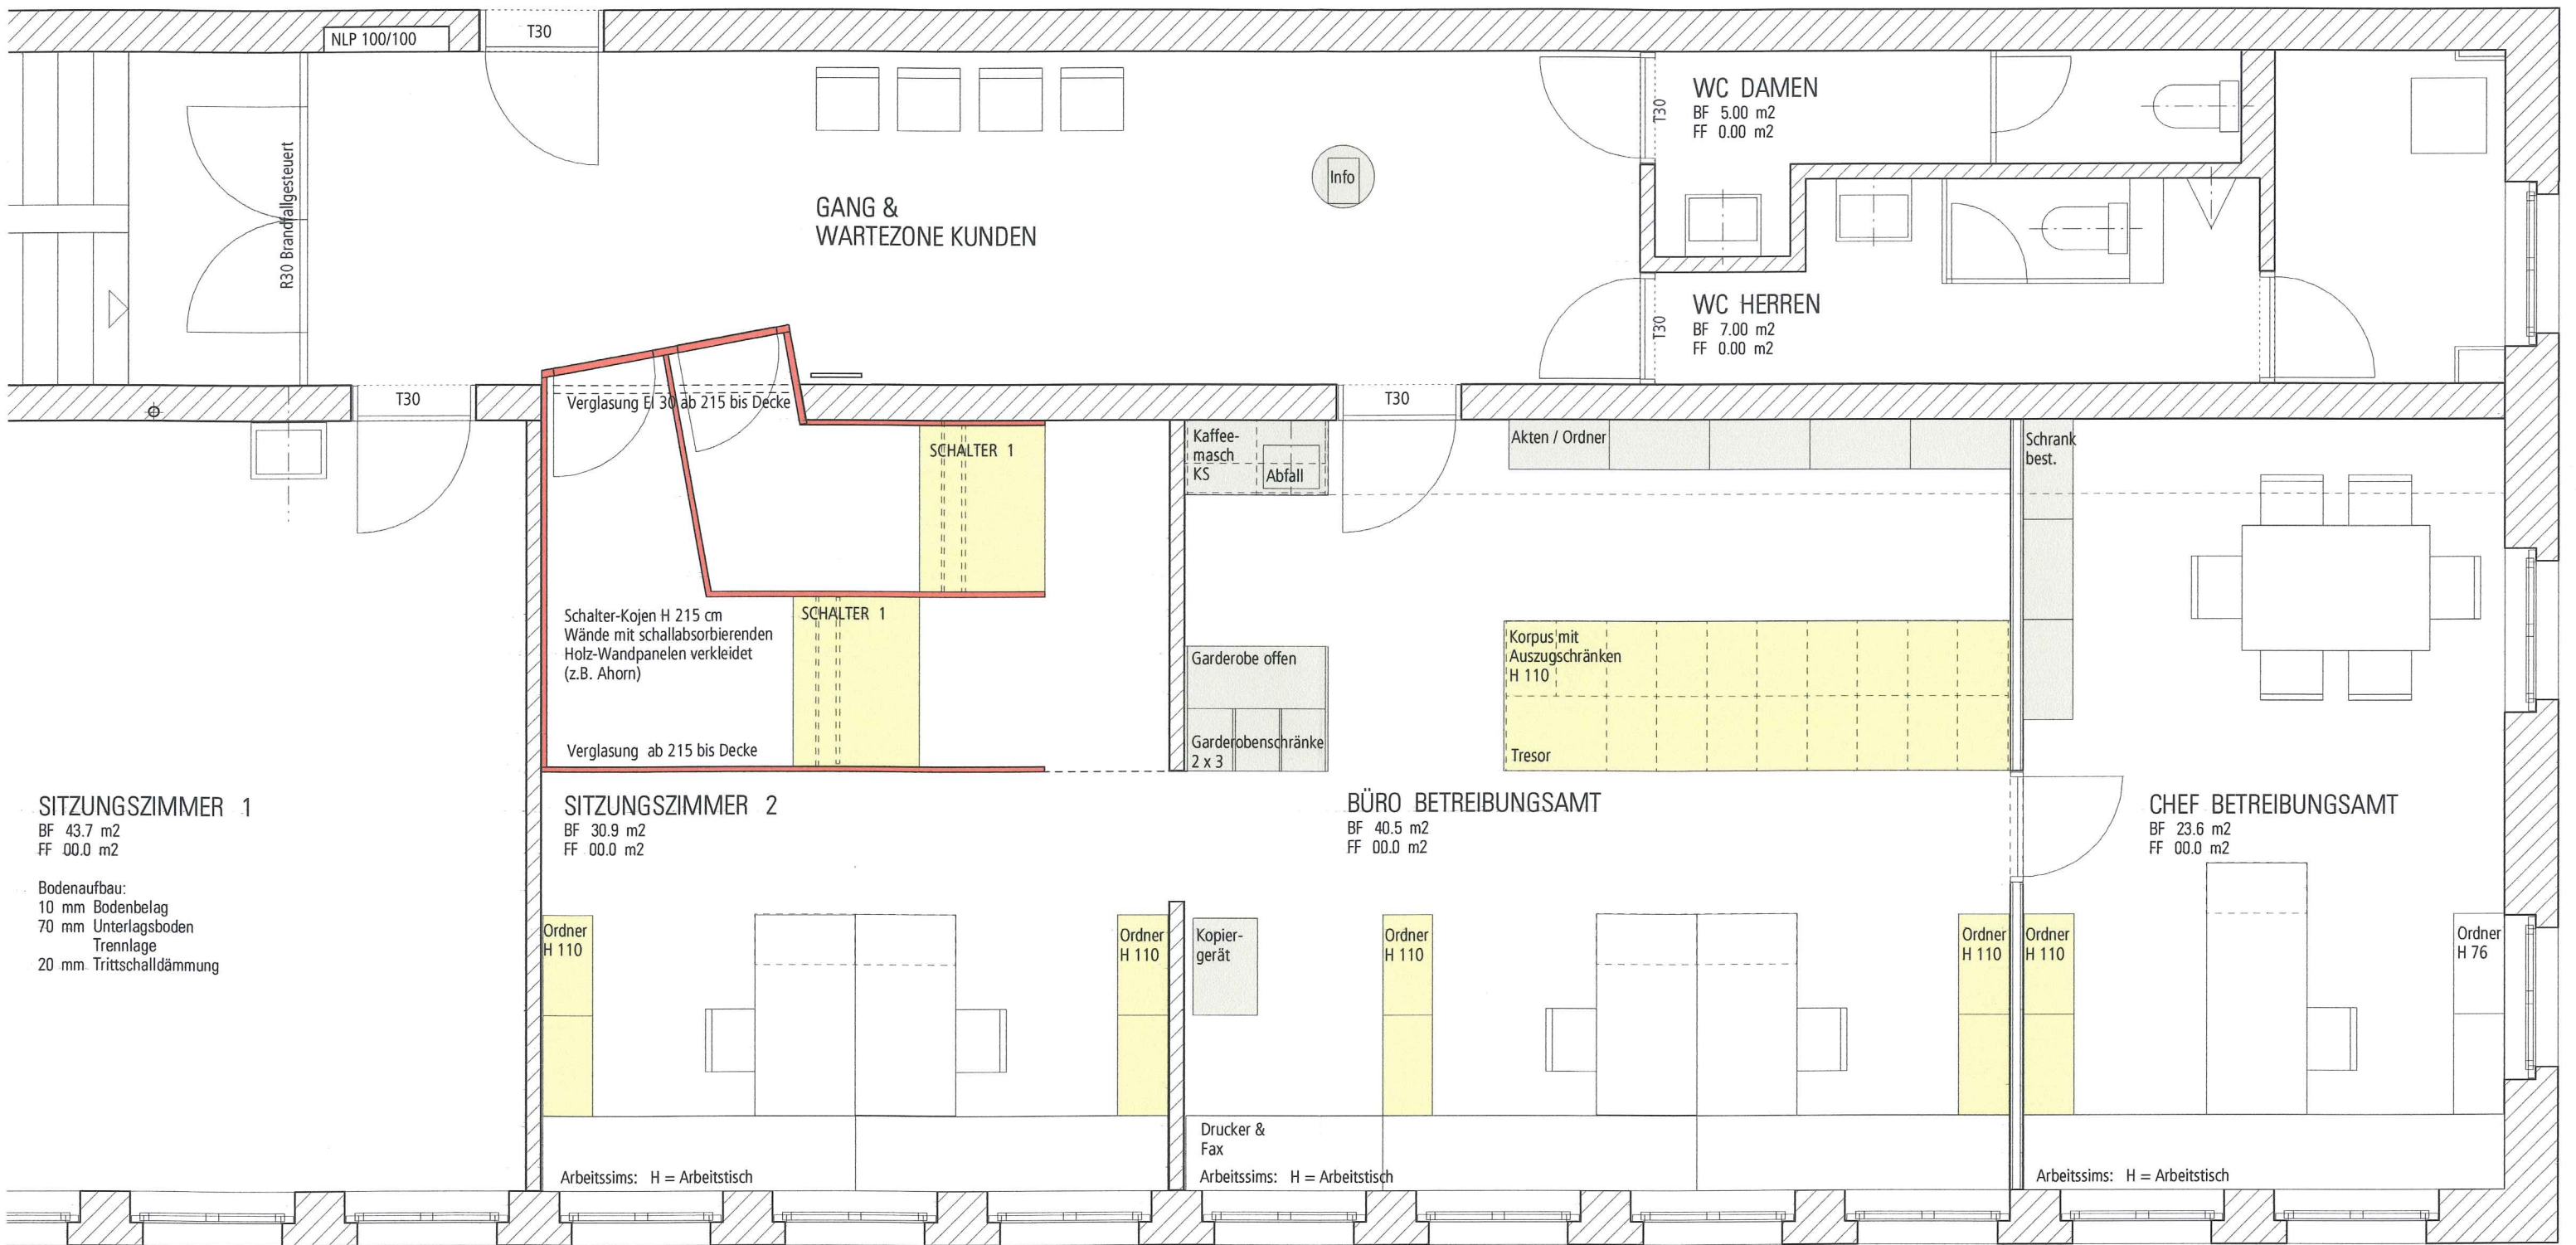 NLP 100/100
T30
R30 Brandfallgesteuert
GANG &
WARTEZONE KUNDEN
Info
T30
WC DAMEN
BF 5.00 m2
FF 0.00 m2
T30
WC HERREN
BF 7.00 m2
FF 0.00 m2
T30
T30
Verglasung EI 30 ab 215 bis Decke
SCHALTER 1
SCHALTER 1
Schalter-Kojen H 215 cm
Wände mit schallabsorbierenden
Holz-Wandpanelen verkleidet
(z.B. Ahorn)
Verglasung ab 215 bis Decke
Kaffee-
masch
KS
Abfall
Akten / Ordner
Schrank
best.
Garderobe offen
Garderobenschränke
2 x 3
Korpus mit
Auszugschränken
H 110
Tresor
SITZUNGSZIMMER 1
BF 43.7 m2
FF 00.0 m2
Bodenaufbau:
10 mm Bodenbelag
70 mm Unterlagsboden
Trennlage
20 mm Trittschalldämmung
SITZUNGSZIMMER 2
BF 30.9 m2
FF 00.0 m2
BÜRO BETREIBUNGSAMT
BF 40.5 m2
FF 00.0 m2
CHEF BETREIBUNGSAMT
BF 23.6 m2
FF 00.0 m2
Ordner
H 110
Ordner
H 110
Kopier-
gerät
Ordner
H 110
Ordner
H 110
Ordner
H 110
Ordner
H 76
Drucker &
Fax
Arbeitssims: H = Arbeitstisch
Arbeitssims: H = Arbeitstisch
Arbeitssims: H = Arbeitstisch